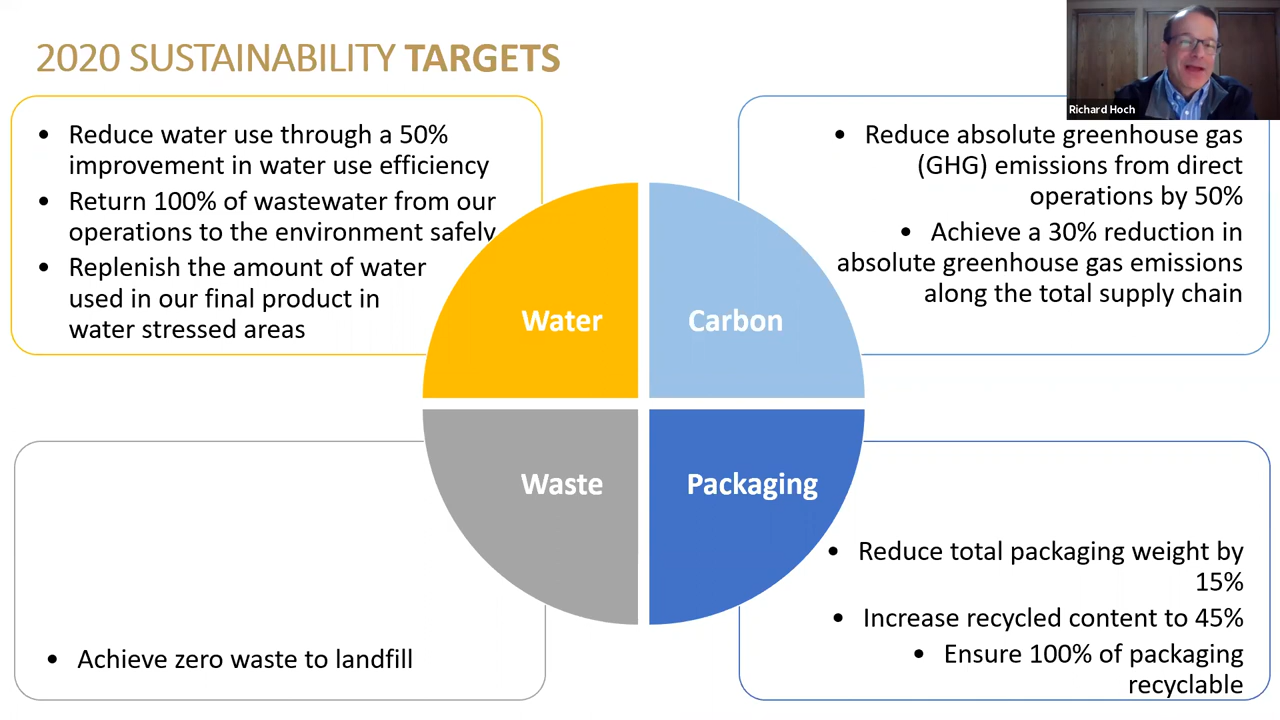 2020 SUSTAINABILITY TARGETS
Richard Hoch
• Reduce water use through a 50%
improvement in water use efficiency
• Return 100% of wastewater from our
operations to the environment safely
• Replenish the amount of water
used in our final product in
water stressed areas
• Reduce absolute greenhouse gas
(GHG) emissions from direct
operations by 50%
• Achieve a 30% reduction in
absolute greenhouse gas emissions
along the total supply chain
Water
Carbon
Waste
Packaging
• Achieve zero waste to landfill
• Reduce total packaging weight by
15%
• Increase recycled content to 45%
• Ensure 100% of packaging
recyclable